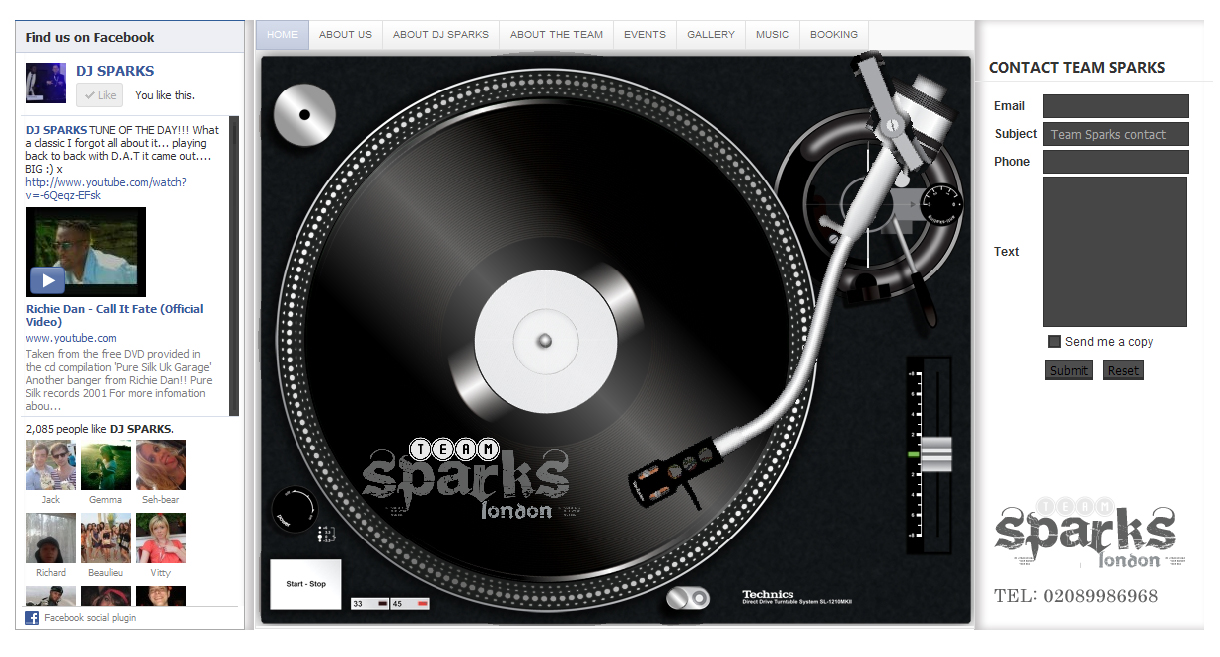 Find us on Facebook
DJ SPARKS
Like
You like this.
DJ SPARKS TUNE OF THE DAY!!! What
a classic I forgot all about it... playing
back to back with D.A.T it came out....
BIG :) x
http://www.youtube.com/watch?
v=-6Qeqz-EFsk
Richie Dan - Call It Fate (Official
Video)
www.youtube.com
Taken from the free DVD provided in
the cd compilation 'Pure Silk Uk Garage'
Another banger from Richie Dan!! Pure
Silk records 2001 For more infomation
abou...
2,085 people like DJ SPARKS.
Jack Gemma Seh-bear
Richard Beaulieu Vitty
Facebook social plugin
HOME ABOUT US ABOUT DJ SPARKS ABOUT THE TEAM EVENTS GALLERY MUSIC BOOKING
TEAM
sparks
london
power
Start - Stop
33 45
Technics
Direct Drive Turntable System SL-1210MKII
CONTACT TEAM SPARKS
Email
Subject Team Sparks contact
Phone
Text
Send me a copy
Submit Reset
TEAM
sparks
london
TEL: 02089986968